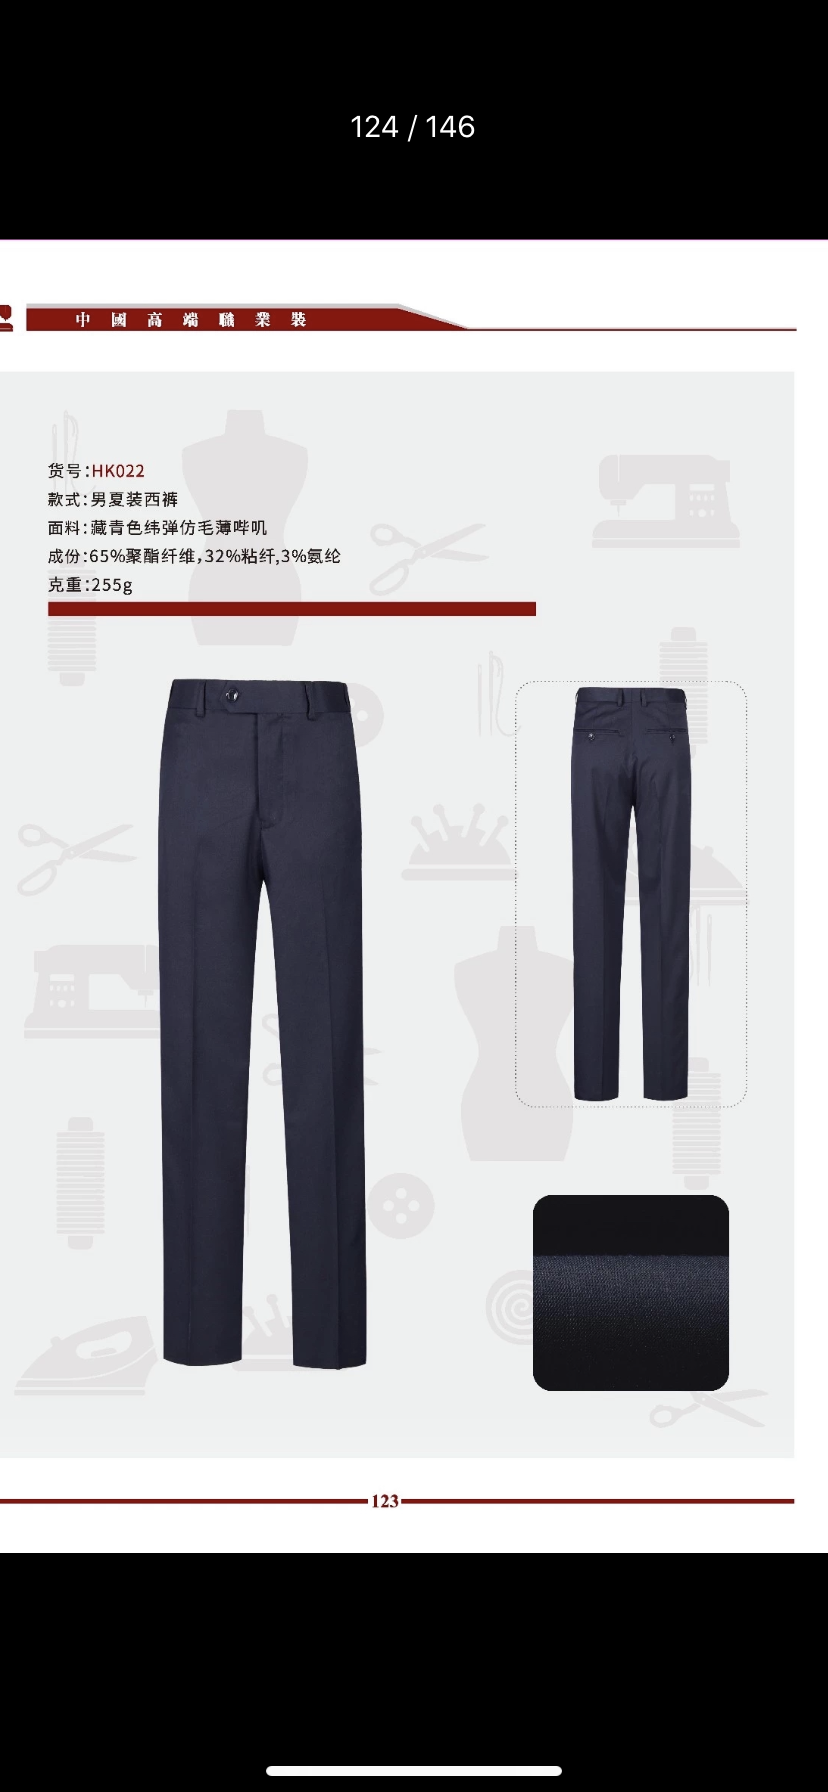 124 / 146
中國高端職業裝
货号:HK022
款式:男夏装西裤
面料:藏青色纬弹仿毛薄哔叽
成份:65%聚酯纤维,32%粘纤,3%氨纶
克重:255g
123